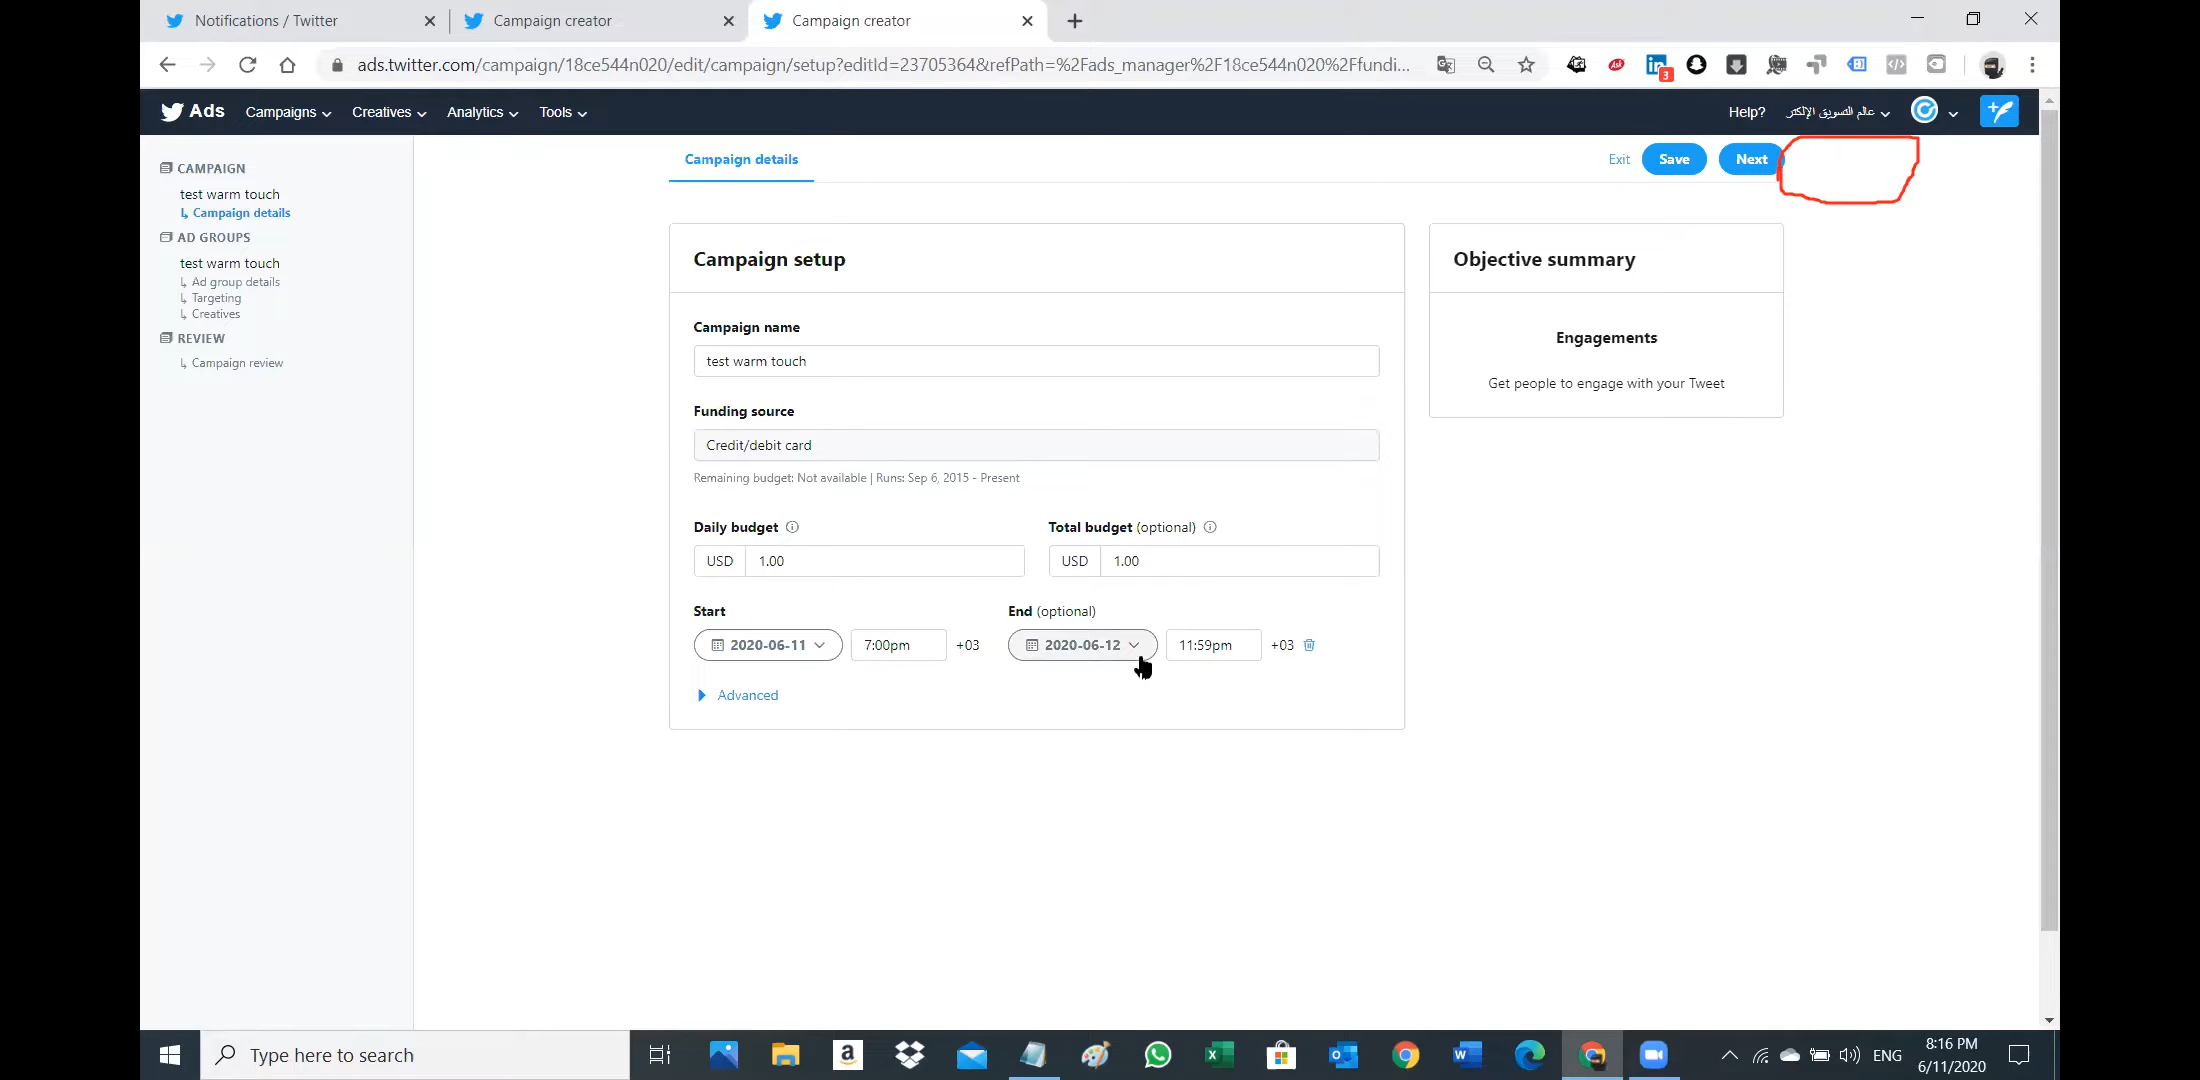 Notifications / Twitter
Campaign creator
Campaign creator
ads.twitter.com/campaign/18ce544n020/edit/campaign/setup?editId=23705364&refPath=%2Fads_manager%2F18ce544n020%2Ffundi...
3
Ads
Campaigns
Creatives
Analytics
Tools
Help?
عالم التسويق الإلكتر
CAMPAIGN
test warm touch
Campaign details
AD GROUPS
test warm touch
Ad group details
Targeting
Creatives
REVIEW
Campaign review
Campaign details
Exit
Save
Next
Campaign setup
Campaign name
test warm touch
Funding source
Credit/debit card
Remaining budget: Not available | Runs: Sep 6, 2015 - Present
Daily budget
Total budget (optional)
USD 1.00
USD 1.00
Start
End (optional)
2020-06-11 7:00pm +03
2020-06-12 11:59pm +03
Advanced
Objective summary
Engagements
Get people to engage with your Tweet
Type here to search
ENG
8:16 PM
6/11/2020